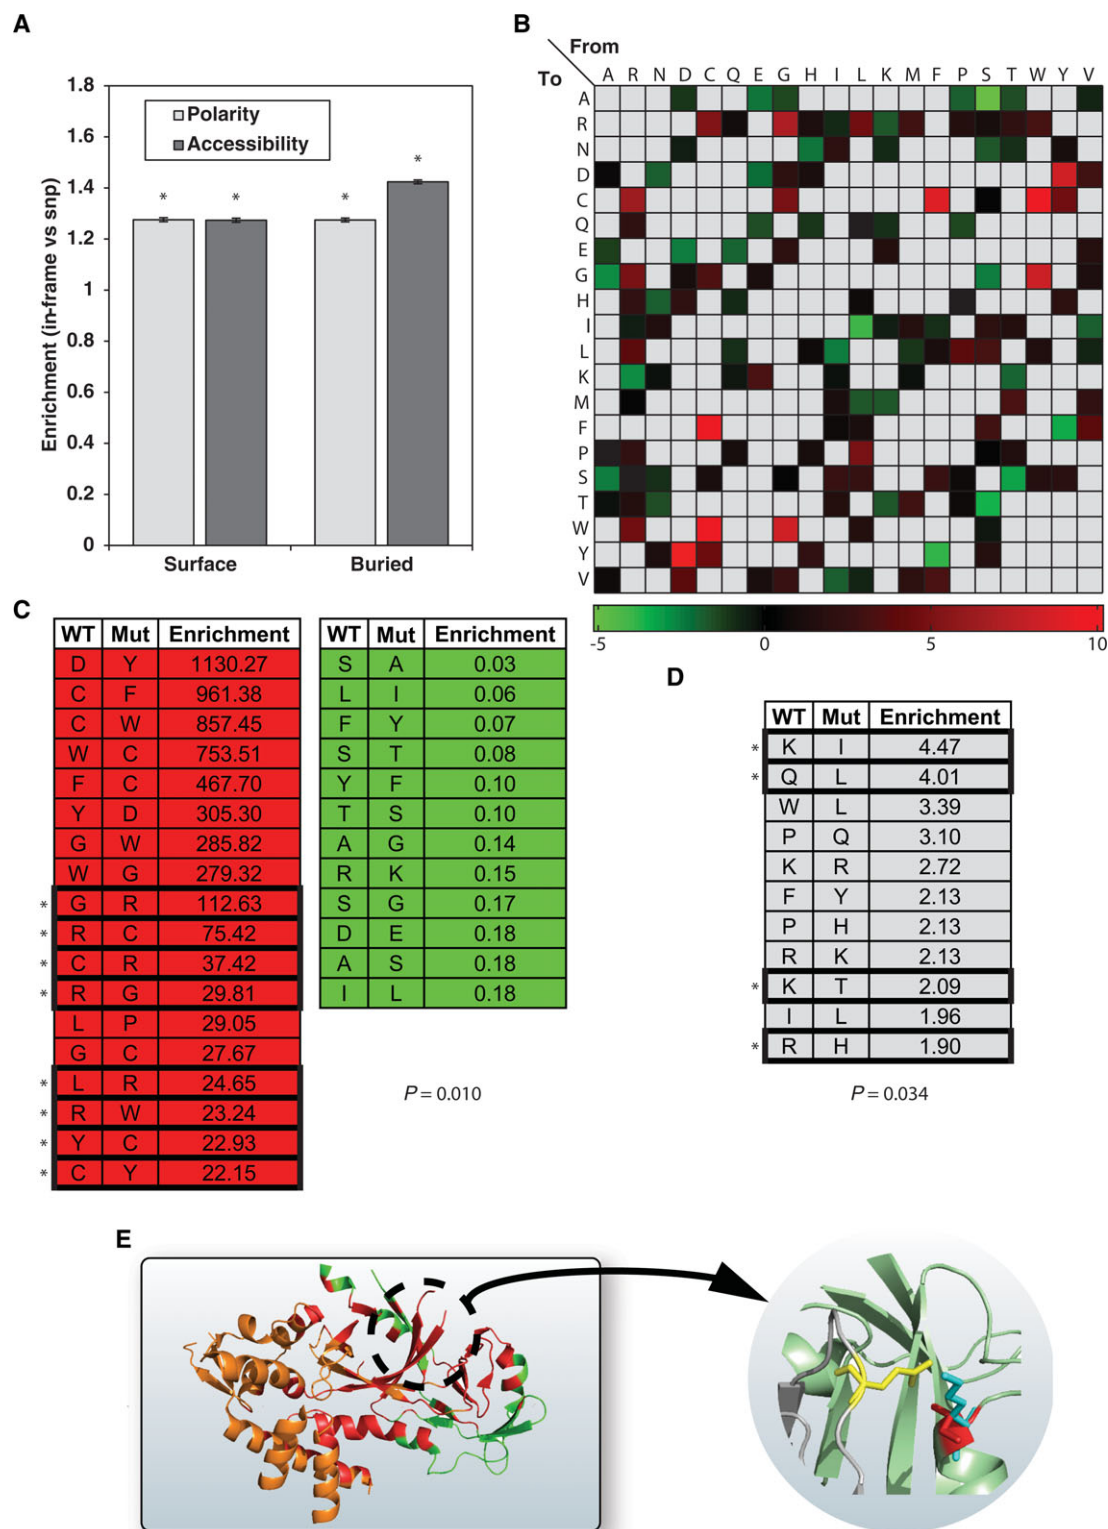 A
Enrichment (in-frame vs snp)
1.8
1.6
1.4
1.2
1
0.8
0.6
0.4
0.2
0
Polarity
Accessibility
* * * *
Surface Buried
B
From
To
A R N D C Q E G H I L K M F P S T W Y V
A
R
N
D
C
Q
E
G
H
I
L
K
M
F
P
S
T
W
Y
V
-5 0 5 10
C
WT Mut Enrichment
D Y 1130.27
C F 961.38
C W 857.45
W C 753.51
F C 467.70
Y D 305.30
G W 285.82
W G 279.32
* G R 112.63
* R C 75.42
* C R 37.42
* R G 29.81
L P 29.05
G C 27.67
* L R 24.65
* R W 23.24
* Y C 22.93
* C Y 22.15
WT Mut Enrichment
S A 0.03
L I 0.06
F Y 0.07
S T 0.08
Y F 0.10
T S 0.10
A G 0.14
R K 0.15
S G 0.17
D E 0.18
A S 0.18
I L 0.18
P = 0.010
D
WT Mut Enrichment
* K I 4.47
* Q L 4.01
W L 3.39
P Q 3.10
K R 2.72
F Y 2.13
P H 2.13
R K 2.13
* K T 2.09
I L 1.96
* R H 1.90
P = 0.034
E